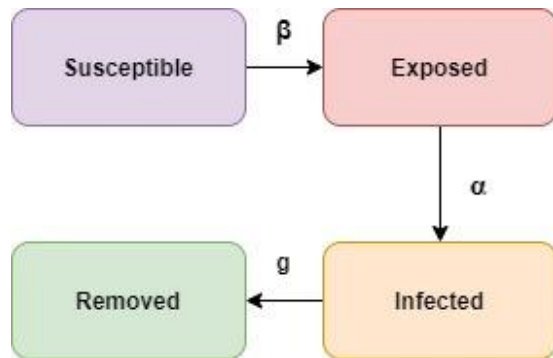 β
Susceptible
Exposed
α
g
Removed
Infected